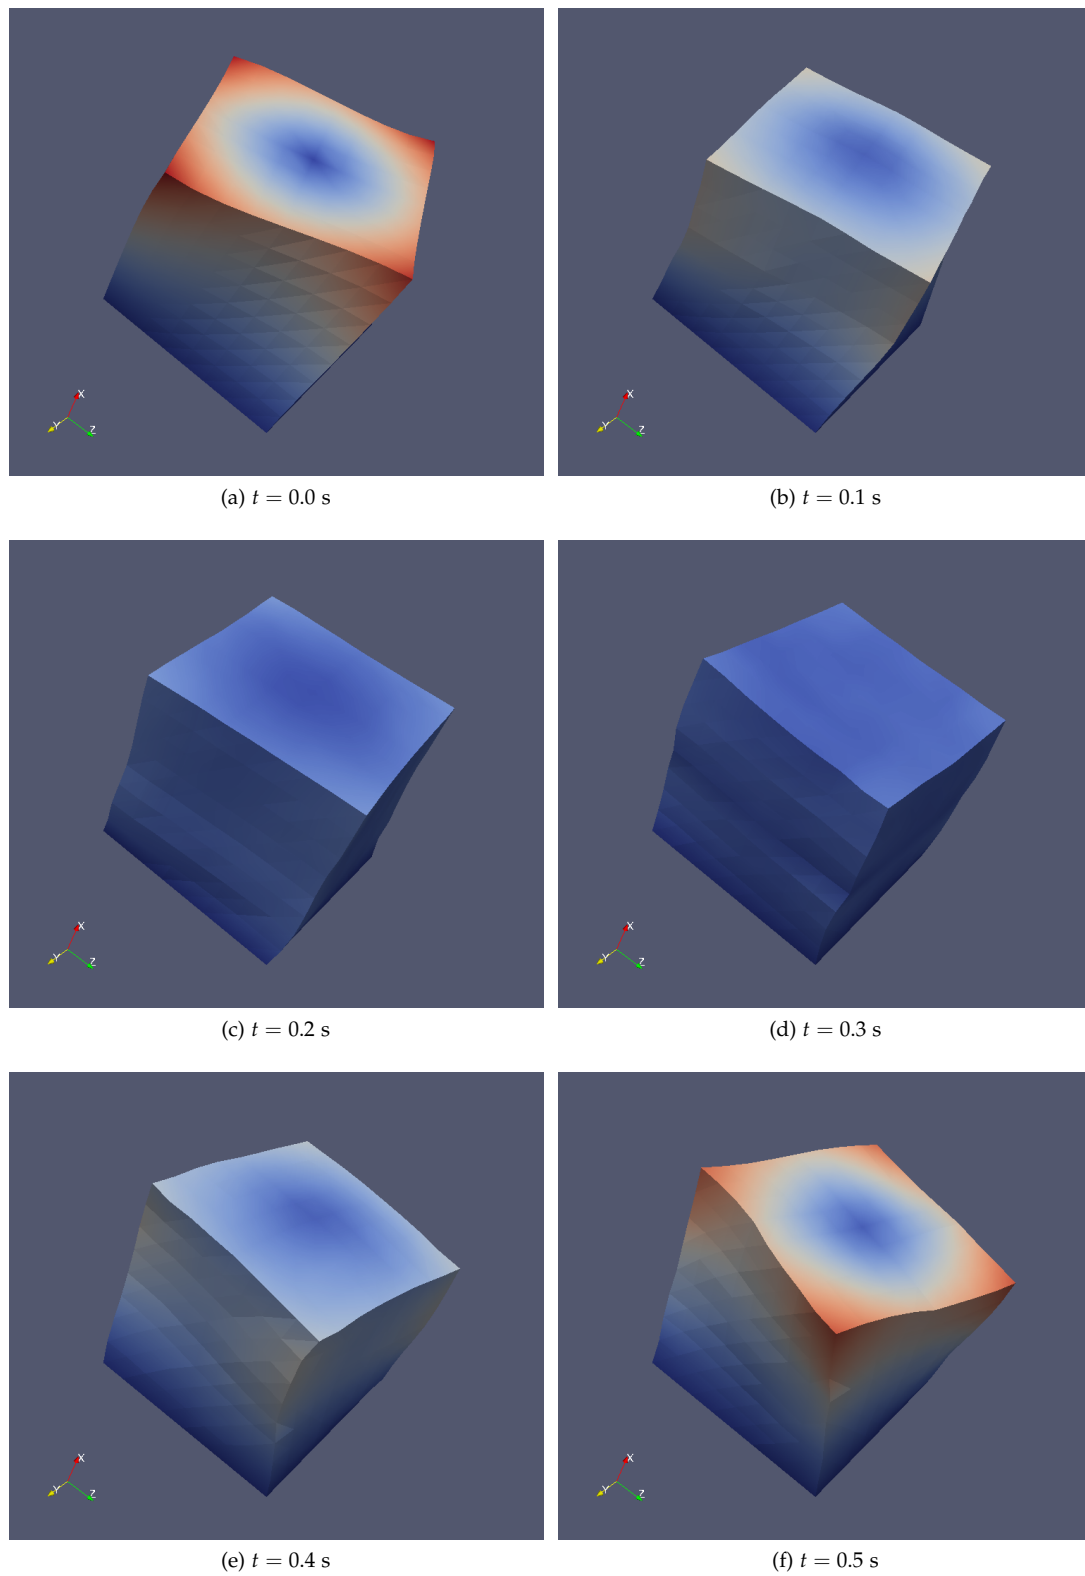 X
Y
Z
X
Y
Z
(a) t = 0.0 s
(b) t = 0.1 s
X
Y
Z
X
Y
Z
(c) t = 0.2 s
(d) t = 0.3 s
X
Y
Z
X
Y
Z
(e) t = 0.4 s
(f) t = 0.5 s